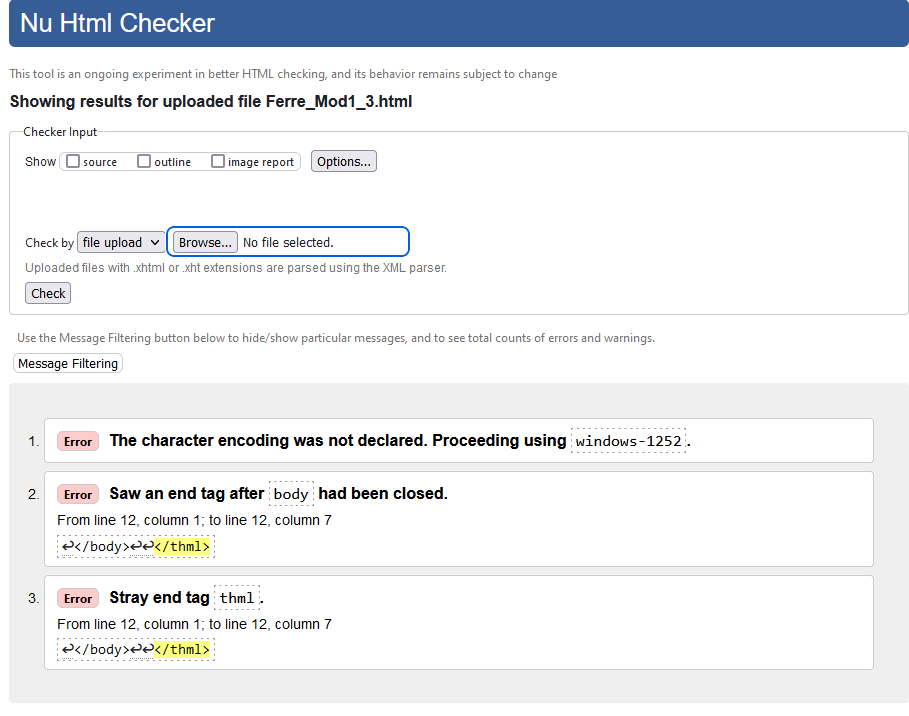 Nu Html Checker
This tool is an ongoing experiment in better HTML checking, and its behavior remains subject to change
Showing results for uploaded file Ferre_Mod1_3.html
Checker Input
Show source outline image report Options...
Check by file upload Browse... No file selected.
Uploaded files with .xhtml or .xht extensions are parsed using the XML parser.
Check
Use the Message Filtering button below to hide/show particular messages, and to see total counts of errors and warnings.
Message Filtering
1. Error The character encoding was not declared. Proceeding using windows-1252.
2. Error Saw an end tag after body had been closed.
From line 12, column 1; to line 12, column 7
↩</body>↩↩</thml>
3. Error Stray end tag thml.
From line 12, column 1; to line 12, column 7
↩</body>↩↩</thml>